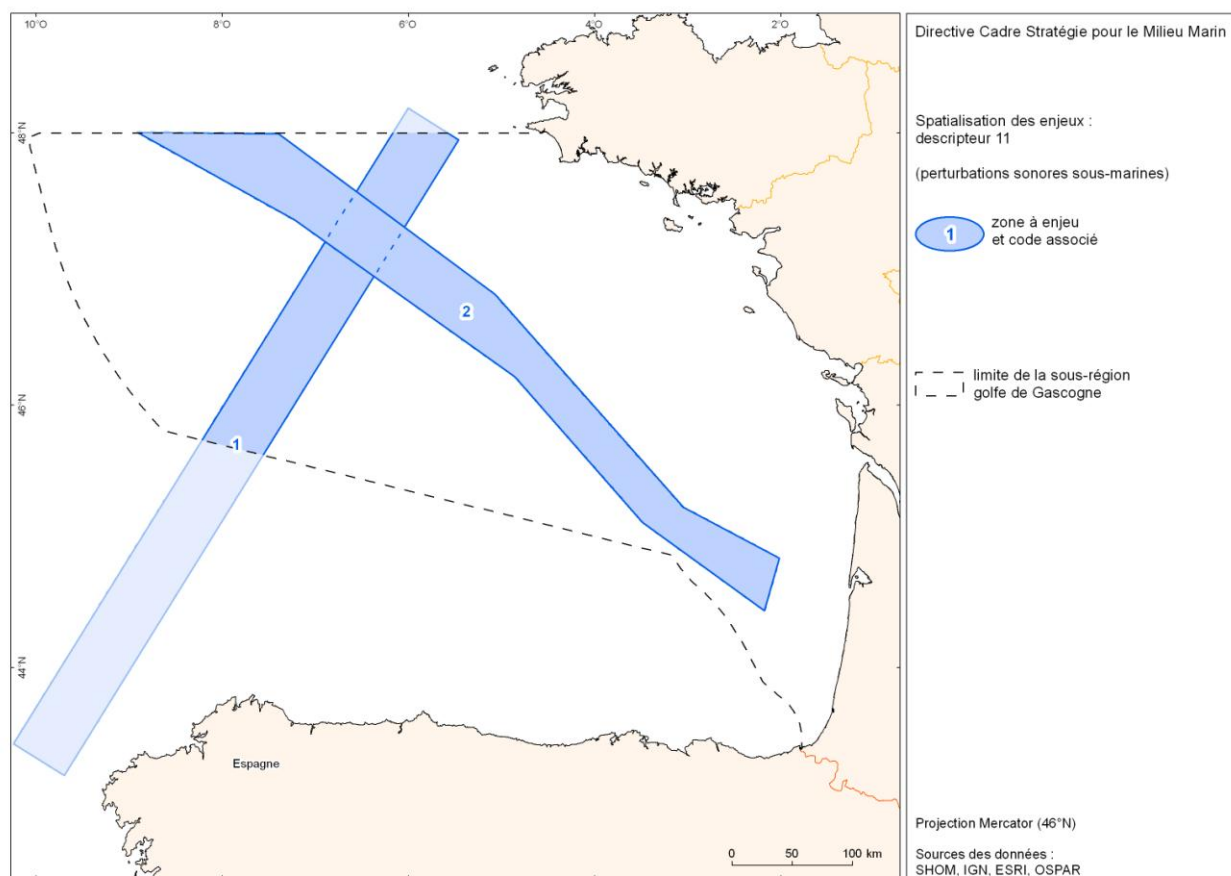 10°O 8°O 6°O 4°O 2°O
48°N
46°N
44°N
1
2
Espagne
0 50 100 km
Directive Cadre Stratégie pour le Milieu Marin
Spatialisation des enjeux :
descripteur 11
(perturbations sonores sous-marines)
1
zone à enjeu
et code associé
limite de la sous-région
golfe de Gascogne
Projection Mercator (46°N)
Sources des données :
SHOM, IGN, ESRI, OSPAR